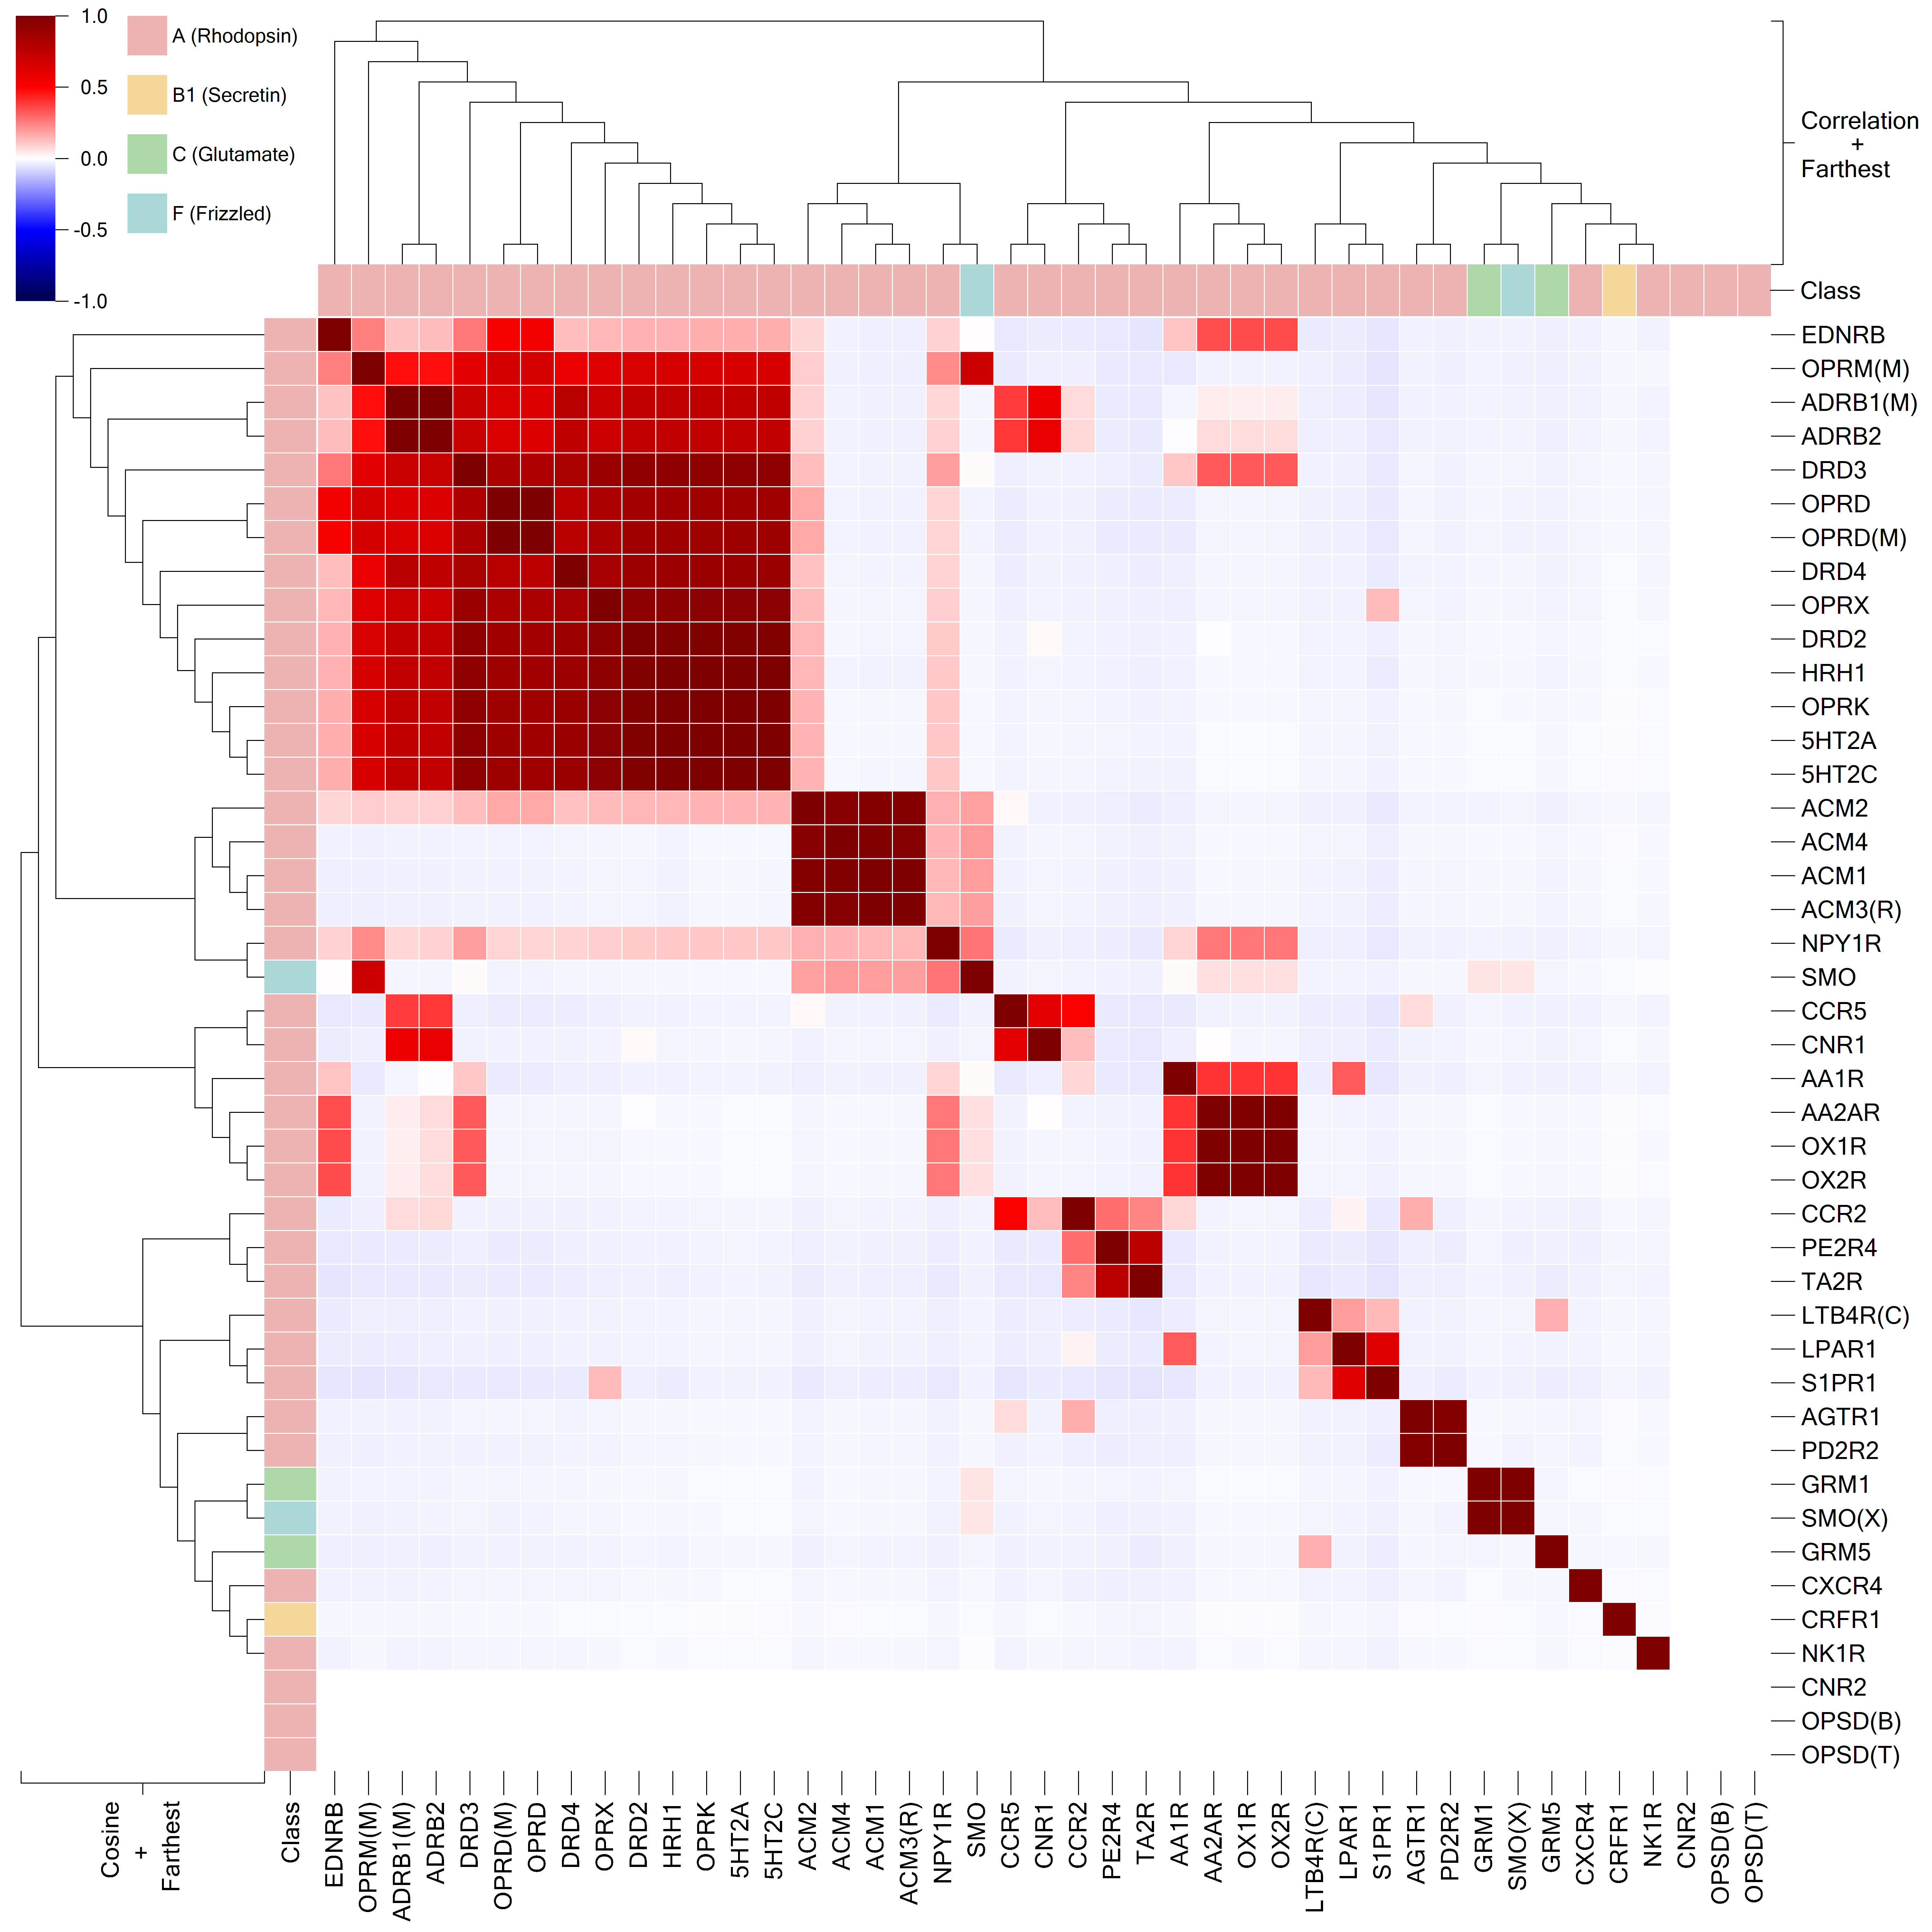 1.0
0.5
0.0
-0.5
-1.0
A (Rhodopsin)
B1 (Secretin)
C (Glutamate)
F (Frizzled)
Correlation
+
Farthest
Class
EDNRB
OPRM(M)
ADRB1(M)
ADRB2
DRD3
OPRD
OPRD(M)
DRD4
OPRX
DRD2
HRH1
OPRK
5HT2A
5HT2C
ACM2
ACM4
ACM1
ACM3(R)
NPY1R
SMO
CCR5
CNR1
AA1R
AA2AR
OX1R
OX2R
CCR2
PE2R4
TA2R
LTB4R(C)
LPAR1
S1PR1
AGTR1
PD2R2
GRM1
SMO(X)
GRM5
CXCR4
CRFR1
NK1R
CNR2
OPSD(B)
OPSD(T)
Cosine
+
Farthest
Class
EDNRB
OPRM(M)
ADRB1(M)
ADRB2
DRD3
OPRD(M)
OPRD
DRD4
OPRX
DRD2
HRH1
OPRK
5HT2A
5HT2C
ACM2
ACM4
ACM1
ACM3(R)
NPY1R
SMO
CCR5
CNR1
CCR2
PE2R4
TA2R
AA1R
AA2AR
OX1R
OX2R
LTB4R(C)
LPAR1
S1PR1
AGTR1
PD2R2
GRM1
SMO(X)
GRM5
CXCR4
CRFR1
NK1R
CNR2
OPSD(B)
OPSD(T)